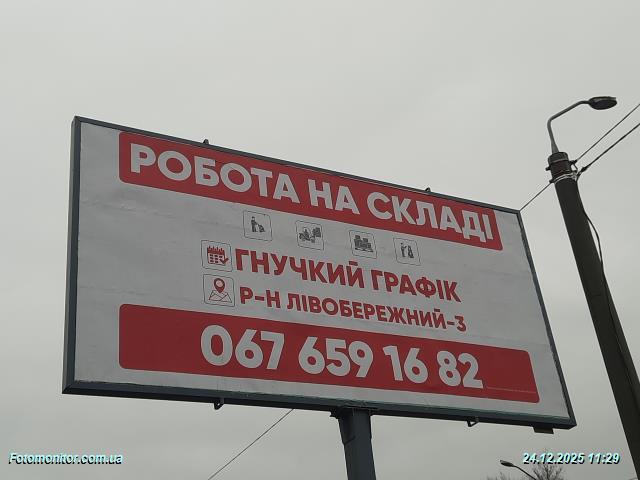 РОБОТА НА СКЛАДІ
ГНУЧКИЙ ГРАФІК
Р-Н ЛІВОБЕРЕЖНИЙ-3
067 659 16 82
Fotomonitor.com.ua
24.12.2025 11:29